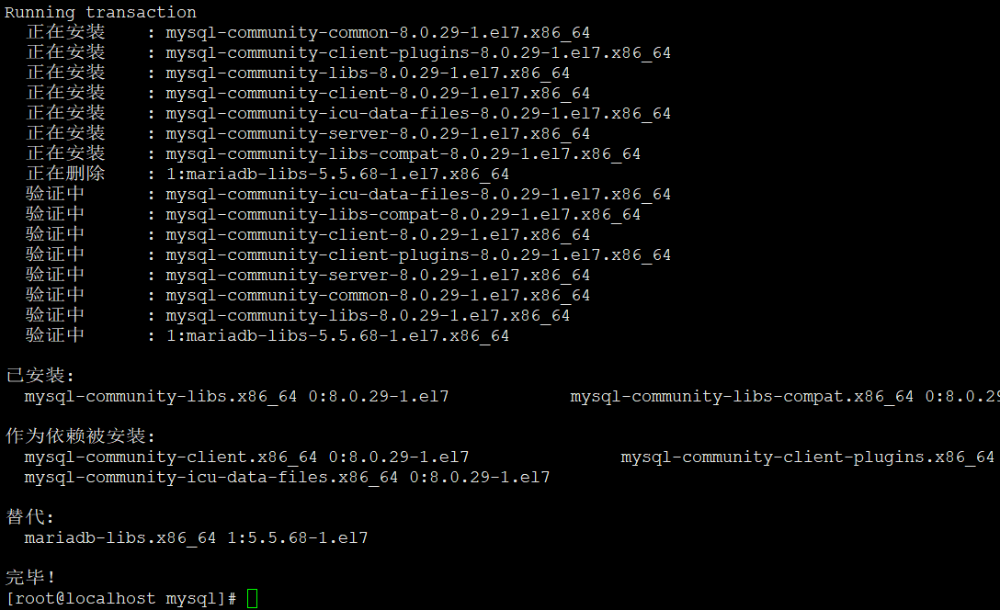 Running transaction
正在安装    : mysql-community-common-8.0.29-1.el7.x86_64
正在安装    : mysql-community-client-plugins-8.0.29-1.el7.x86_64
正在安装    : mysql-community-libs-8.0.29-1.el7.x86_64
正在安装    : mysql-community-client-8.0.29-1.el7.x86_64
正在安装    : mysql-community-icu-data-files-8.0.29-1.el7.x86_64
正在安装    : mysql-community-server-8.0.29-1.el7.x86_64
正在安装    : mysql-community-libs-compat-8.0.29-1.el7.x86_64
正在删除    : 1:mariadb-libs-5.5.68-1.el7.x86_64
验证中      : mysql-community-icu-data-files-8.0.29-1.el7.x86_64
验证中      : mysql-community-libs-compat-8.0.29-1.el7.x86_64
验证中      : mysql-community-client-8.0.29-1.el7.x86_64
验证中      : mysql-community-client-plugins-8.0.29-1.el7.x86_64
验证中      : mysql-community-server-8.0.29-1.el7.x86_64
验证中      : mysql-community-common-8.0.29-1.el7.x86_64
验证中      : mysql-community-libs-8.0.29-1.el7.x86_64
验证中      : 1:mariadb-libs-5.5.68-1.el7.x86_64
已安装:
mysql-community-libs.x86_64 0:8.0.29-1.el7            mysql-community-libs-compat.x86_64 0:8.0.29
作为依赖被安装:
mysql-community-client.x86_64 0:8.0.29-1.el7               mysql-community-client-plugins.x86_64
mysql-community-icu-data-files.x86_64 0:8.0.29-1.el7
替代:
mariadb-libs.x86_64 1:5.5.68-1.el7
完毕！
[root@localhost mysql]#